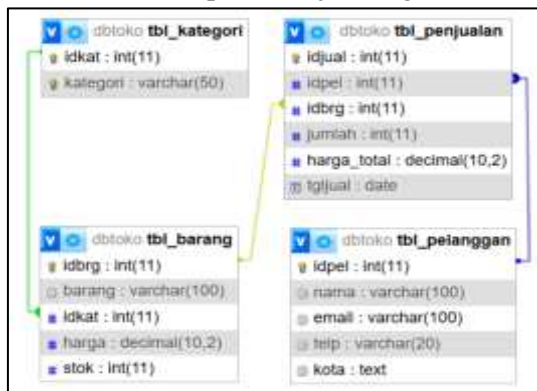 dbtoko tbl_kategori
idkat : int(11)
kategori : varchar(50)
dbtoko tbl_penjualan
idjual : int(11)
idpel : int(11)
idbrg : int(11)
jumlah : int(11)
harga_total : decimal(10,2)
tgljual : date
dbtoko tbl_barang
idbrg : int(11)
barang : varchar(100)
idkat : int(11)
harga : decimal(10,2)
stok : int(11)
dbtoko tbl_pelanggan
idpel : int(11)
nama : varchar(100)
email : varchar(100)
telp : varchar(20)
kota : text